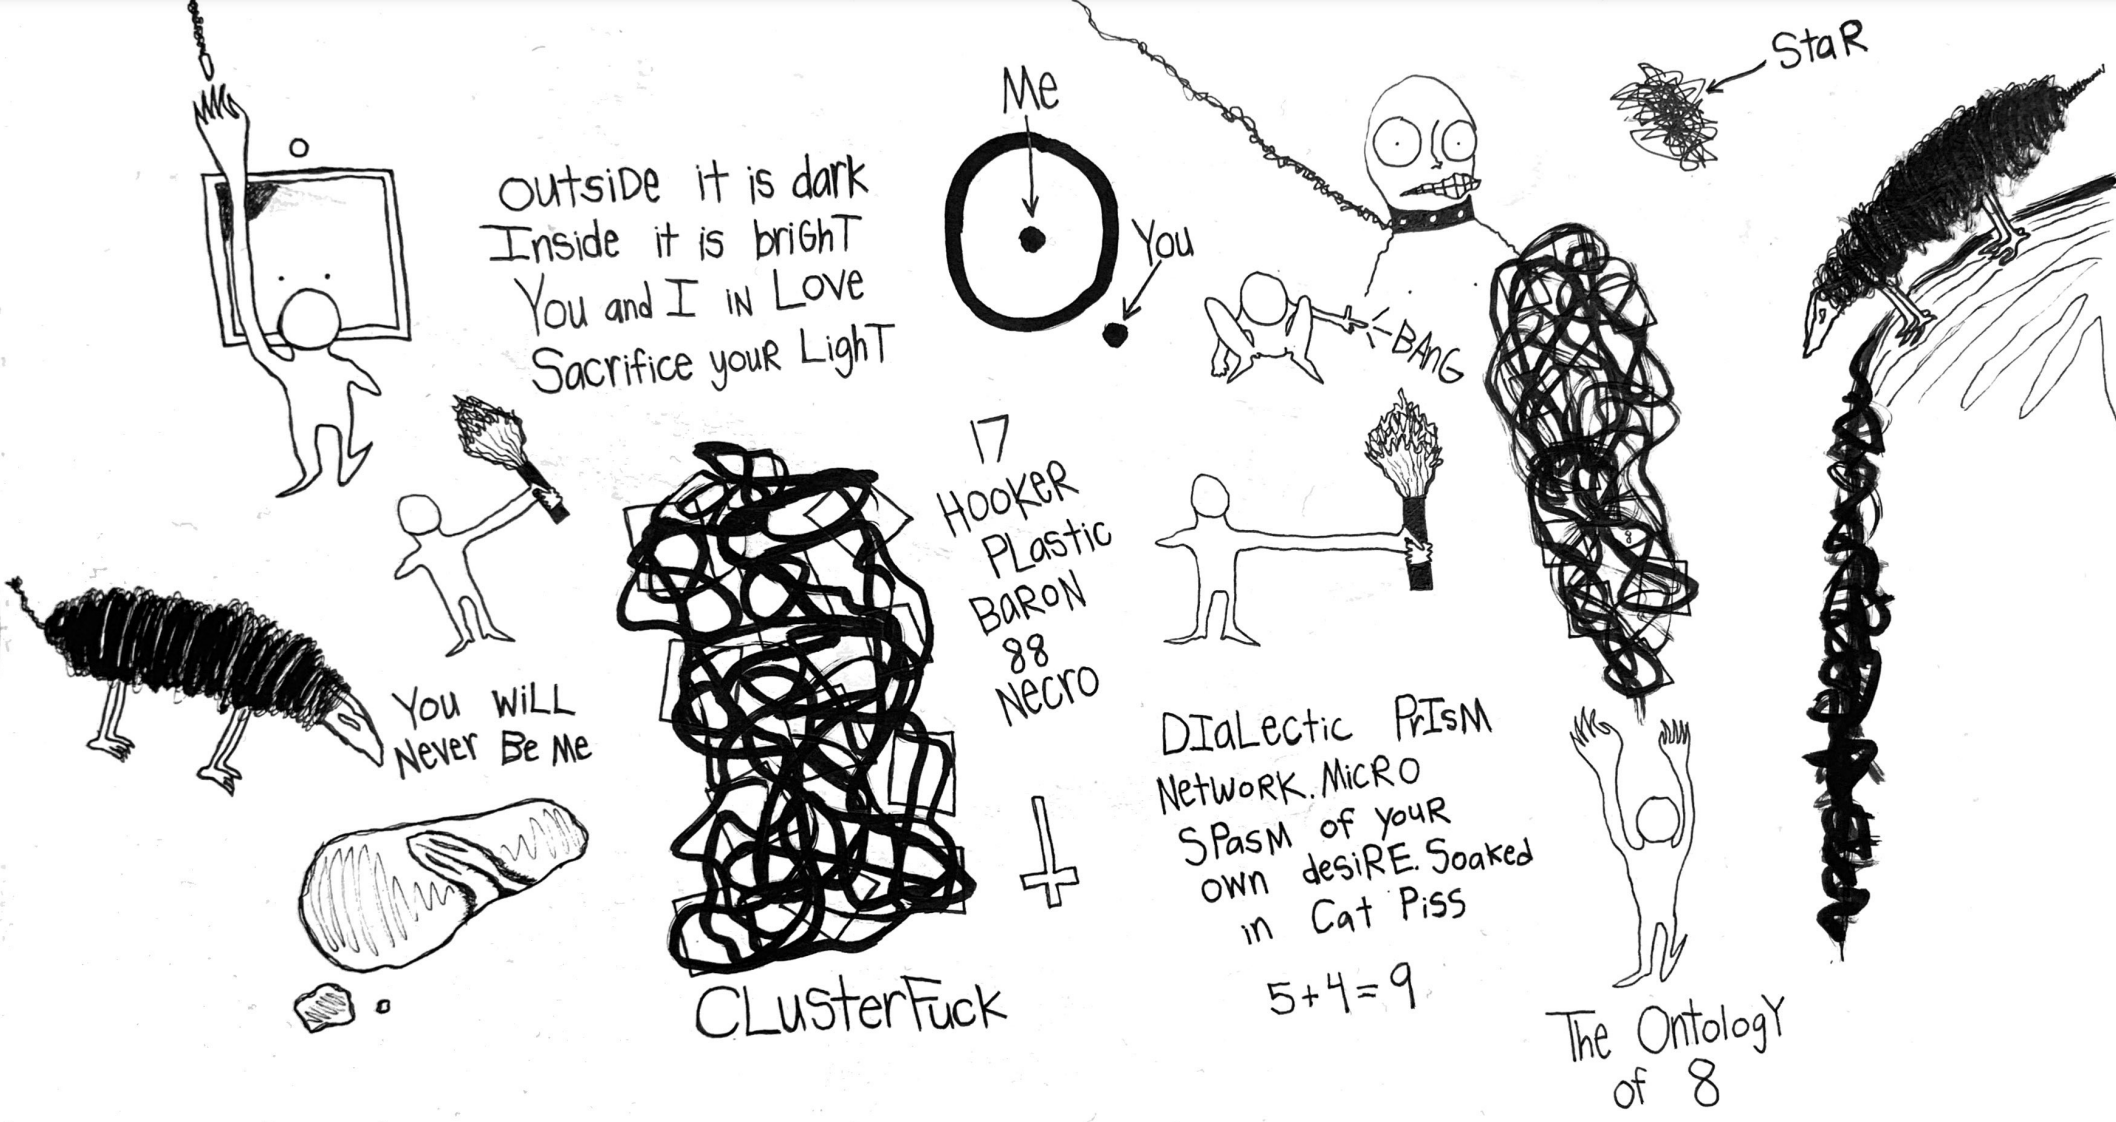 StaR
Me
outsiDe it is dark
Inside it is briGhT
You and I iN Love
Sacrifice youR LighT
You
BAnG
17
HOOKeR
PLastic
BaRoN
88
Necro
You WiLL
Never Be Me
DIaLectic PrIsM
NetwoRK. MicRO
SPasM of youR
own desiRE. Soaked
in Cat Piss
5+4=9
CLusterFuck
The OntologY
of 8